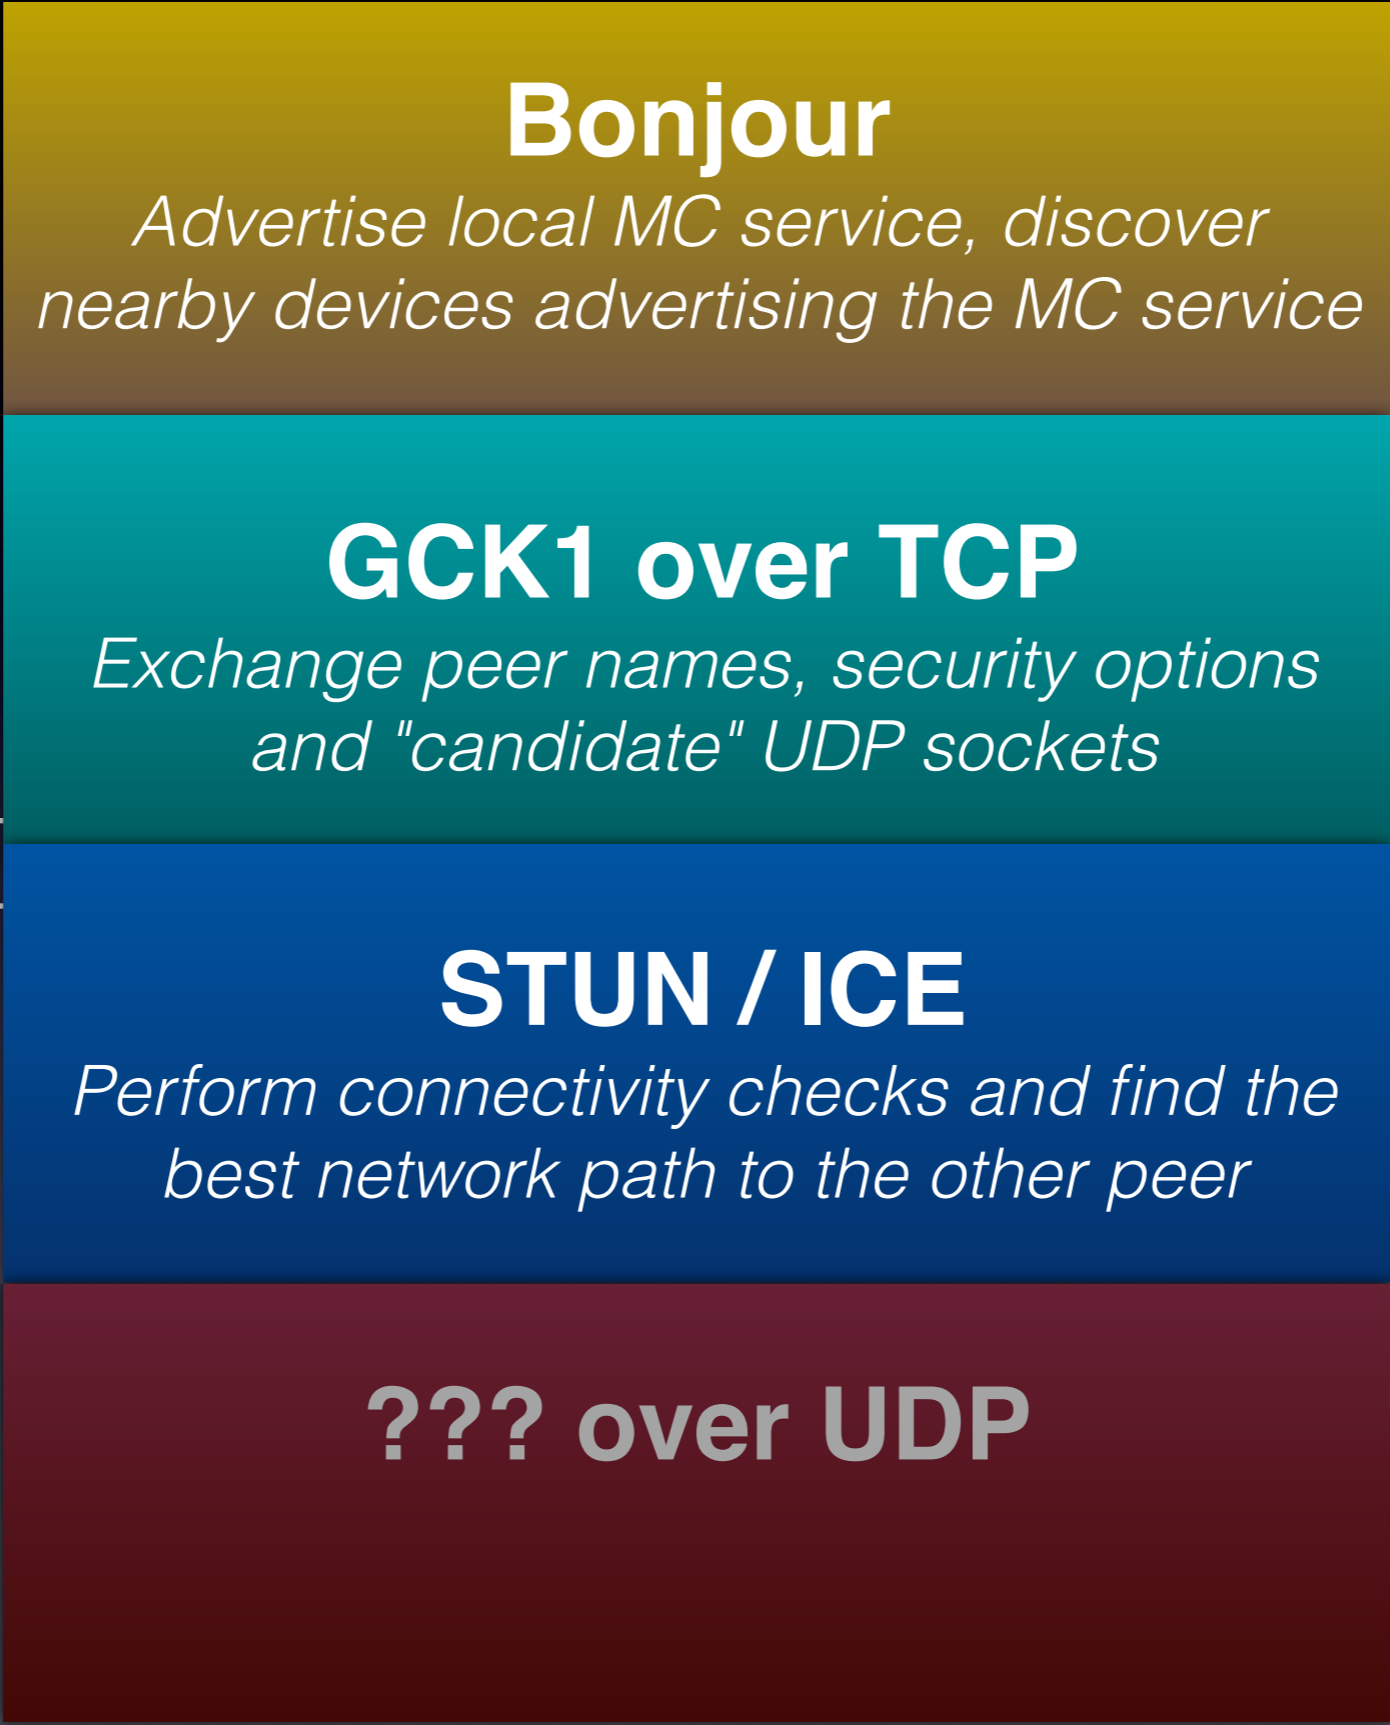 Bonjour
Advertise local MC service, discover
nearby devices advertising the MC service
GCK1 over TCP
Exchange peer names, security options
and "candidate" UDP sockets
STUN / ICE
Perform connectivity checks and find the
best network path to the other peer
??? over UDP